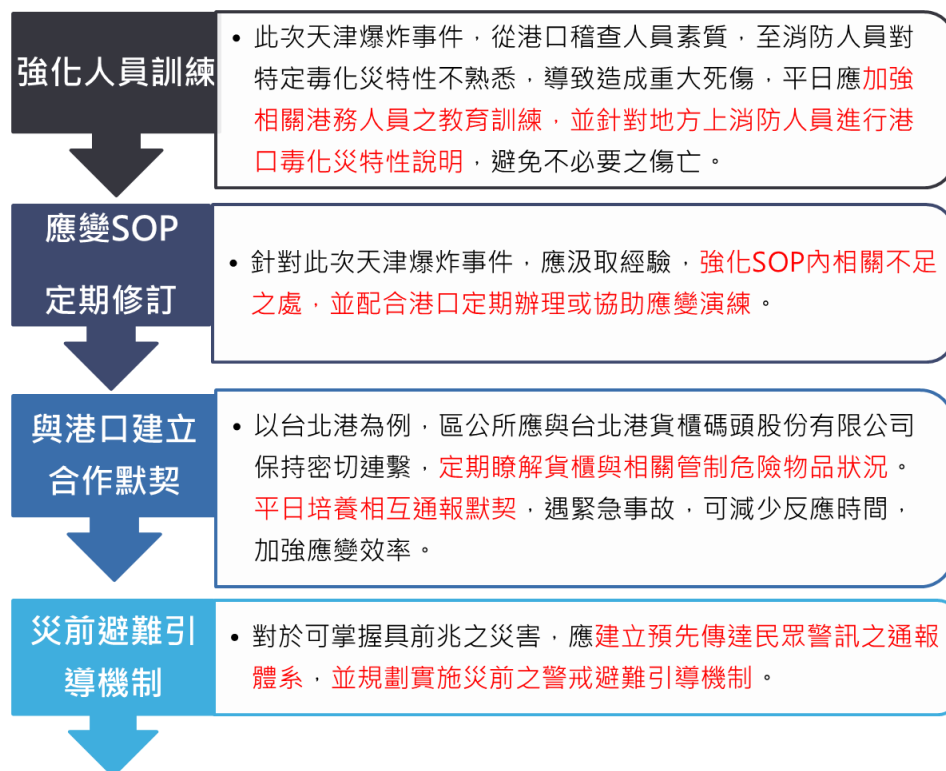 強化人員訓練
• 此次天津爆炸事件，從港口稽查人員素質，至消防人員對
特定毒化災特性不熟悉，導致造成重大死傷，平日應加強
相關港務人員之教育訓練，並針對地方上消防人員進行港
口毒化災特性說明，避免不必要之傷亡。
應變SOP
定期修訂
• 針對此次天津爆炸事件，應汲取經驗，強化SOP內相關不足
之處，並配合港口定期辦理或協助應變演練。
與港口建立
合作默契
• 以台北港為例，區公所應與台北港貨櫃碼頭股份有限公司
保持密切連繫，定期瞭解貨櫃與相關管制危險物品狀況。
平日培養相互通報默契，遇緊急事故，可減少反應時間，
加強應變效率。
災前避難引
導機制
• 對於可掌握具前兆之災害，應建立預先傳達民眾警訊之通報
體系，並規劃實施災前之警戒避難引導機制。